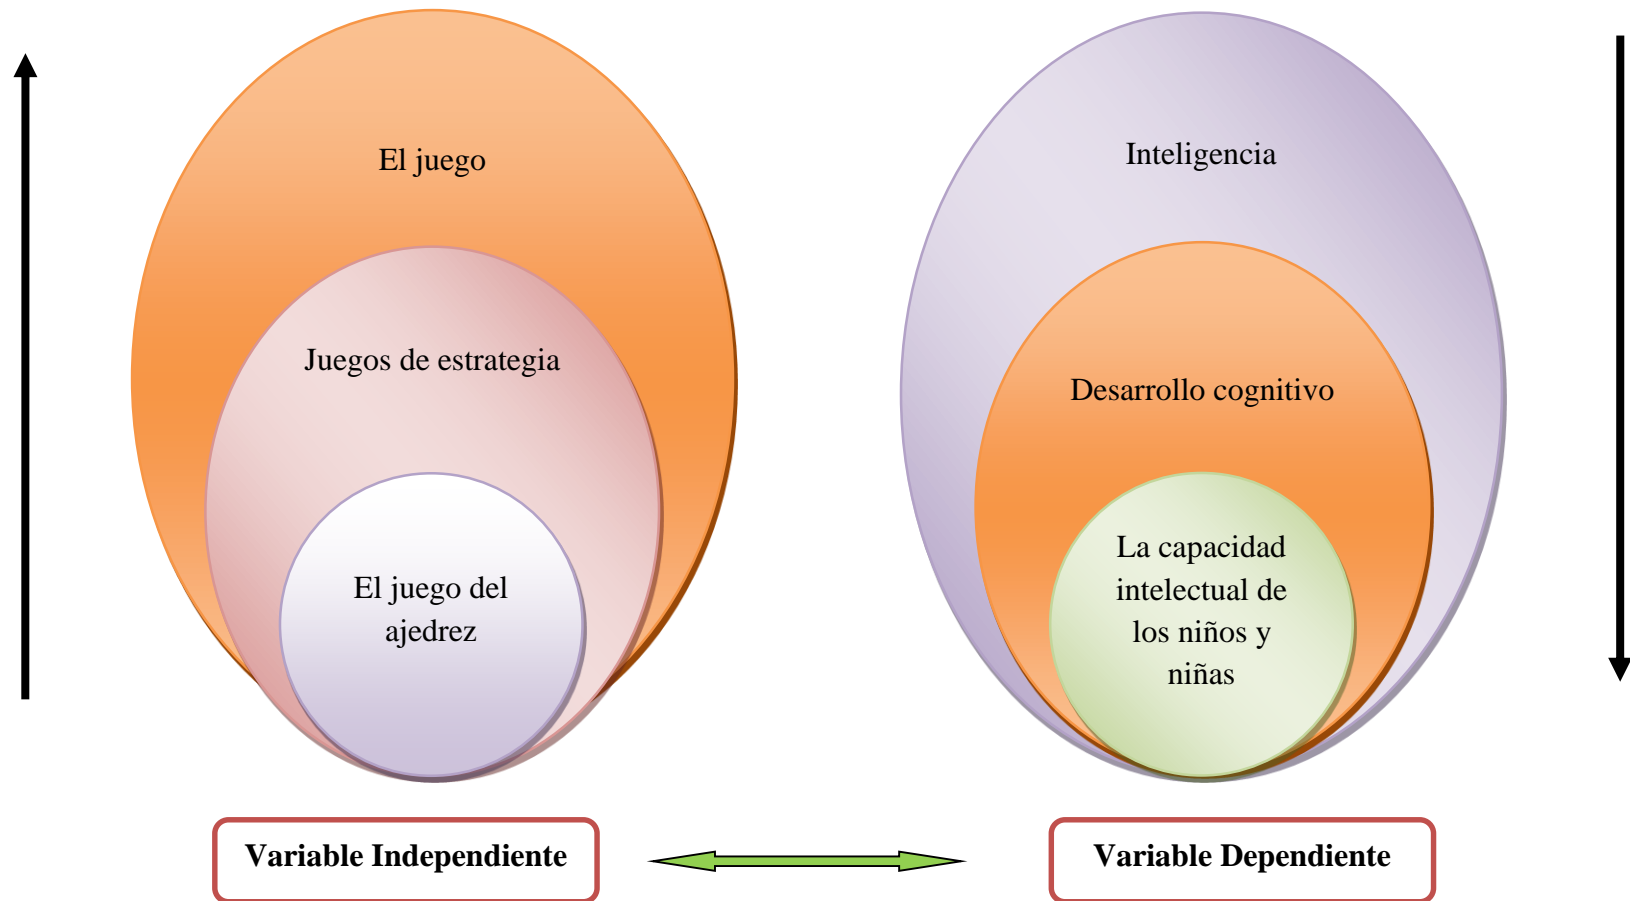 El juego
Juegos de estrategia
El juego del
ajedrez
Variable Independiente
Inteligencia
Desarrollo cognitivo
La capacidad
intelectual de
los niños y
niñas
Variable Dependiente